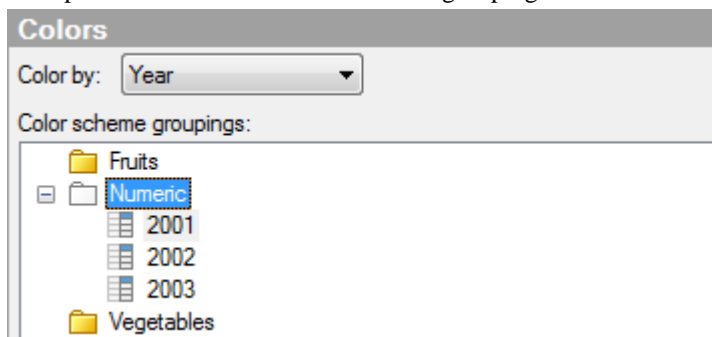 Colors
Color by: Year
Color scheme groupings:
Fruits
Numeric
2001
2002
2003
Vegetables